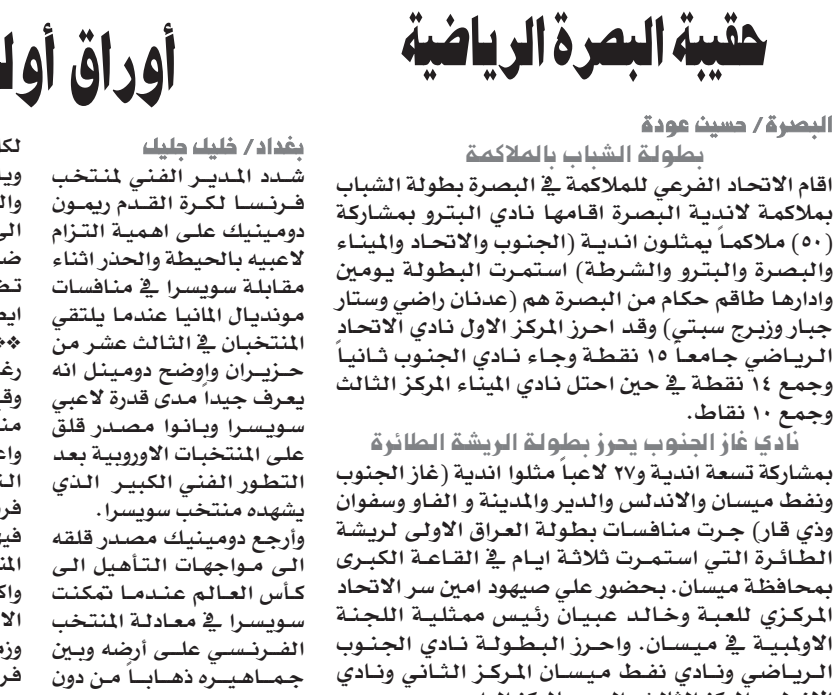 حقيبة البصرة الرياضية
البصرة / حسين عودة
بطولة الشباب بالملاكمة
اقام الاتحاد الفرعي للملاكمة في البصرة بطولة الشباب
بملاكمة لاندية البصرة اقامها نادي البترو بمشاركة
(٥٠) ملاكماً يمثلون اندية (الجنوب والاتحاد والميناء
والبصرة والبترو والشرطة) استمرت البطولة يومين
وادارها طاقم حكام من البصرة هم (عدنان راضي وستار
جبار وزبرج سبتي) وقد احرز المركز الاول نادي الاتحاد
الرياضي جامعاً ١٥ نقطة وجاء نادي الجنوب ثانياً
وجمع ١٤ نقطة في حين احتل نادي الميناء المركز الثالث
وجمع ١٠ نقاط.
نادي غاز الجنوب يحرز بطولة الريشة الطائرة
بمشاركة تسعة اندية و٢٧ لاعباً مثلوا اندية (غاز الجنوب
ونفط ميسان والاندلس والدير والمدينة و الفاو وسفوان
وذي قار) جرت منافسات بطولة العراق الاولى لريشة
الطائرة التي استمرت ثلاثة ايام في القاعة الكبرى
بمحافظة ميسان. بحضور علي صيهود امين سر الاتحاد
المركزي للعبة وخالد عبيان رئيس ممثلية اللجنة
الاولمبية في ميسان. واحرز البطولة نادي الجنوب
الرياضي ونادي نفط ميسان المركز الثاني ونادي
أوراق
بغداد / خليل جليل
شدد المدير الفني لمنتخب
فرنسا لكرة القدم ريمون
دومينيك على اهمية التزام
لاعبيه بالحيطة والحذر اثناء
مقابلة سويسرا في منافسات
مونديال المانيا عندما يلتقي
المنتخبان في الثالث عشر من
حزيران واوضح دومينل انه
يعرف جيداً مدى قدرة لاعبي
سويسرا وبانوا مصدر قلق
على المنتخبات الاوروبية بعد
التطور الفني الكبير الذي
يشهده منتخب سويسرا.
وأرجع دومينيك مصدر قلقه
الى مواجهات التأهيل الى
كأس العالم عندما تمكنت
سويسرا في معادلة المنتخب
الفرنسي على أرضه وبين
جماهيره ذهاباً من دون